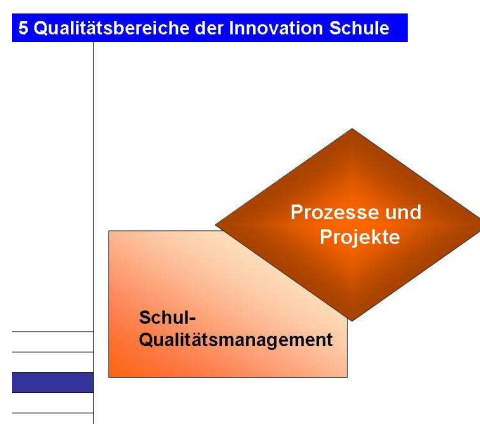 5 Qualitätsbereiche der Innovation Schule
Prozesse und
Projekte
Schul-
Qualitätsmanagement